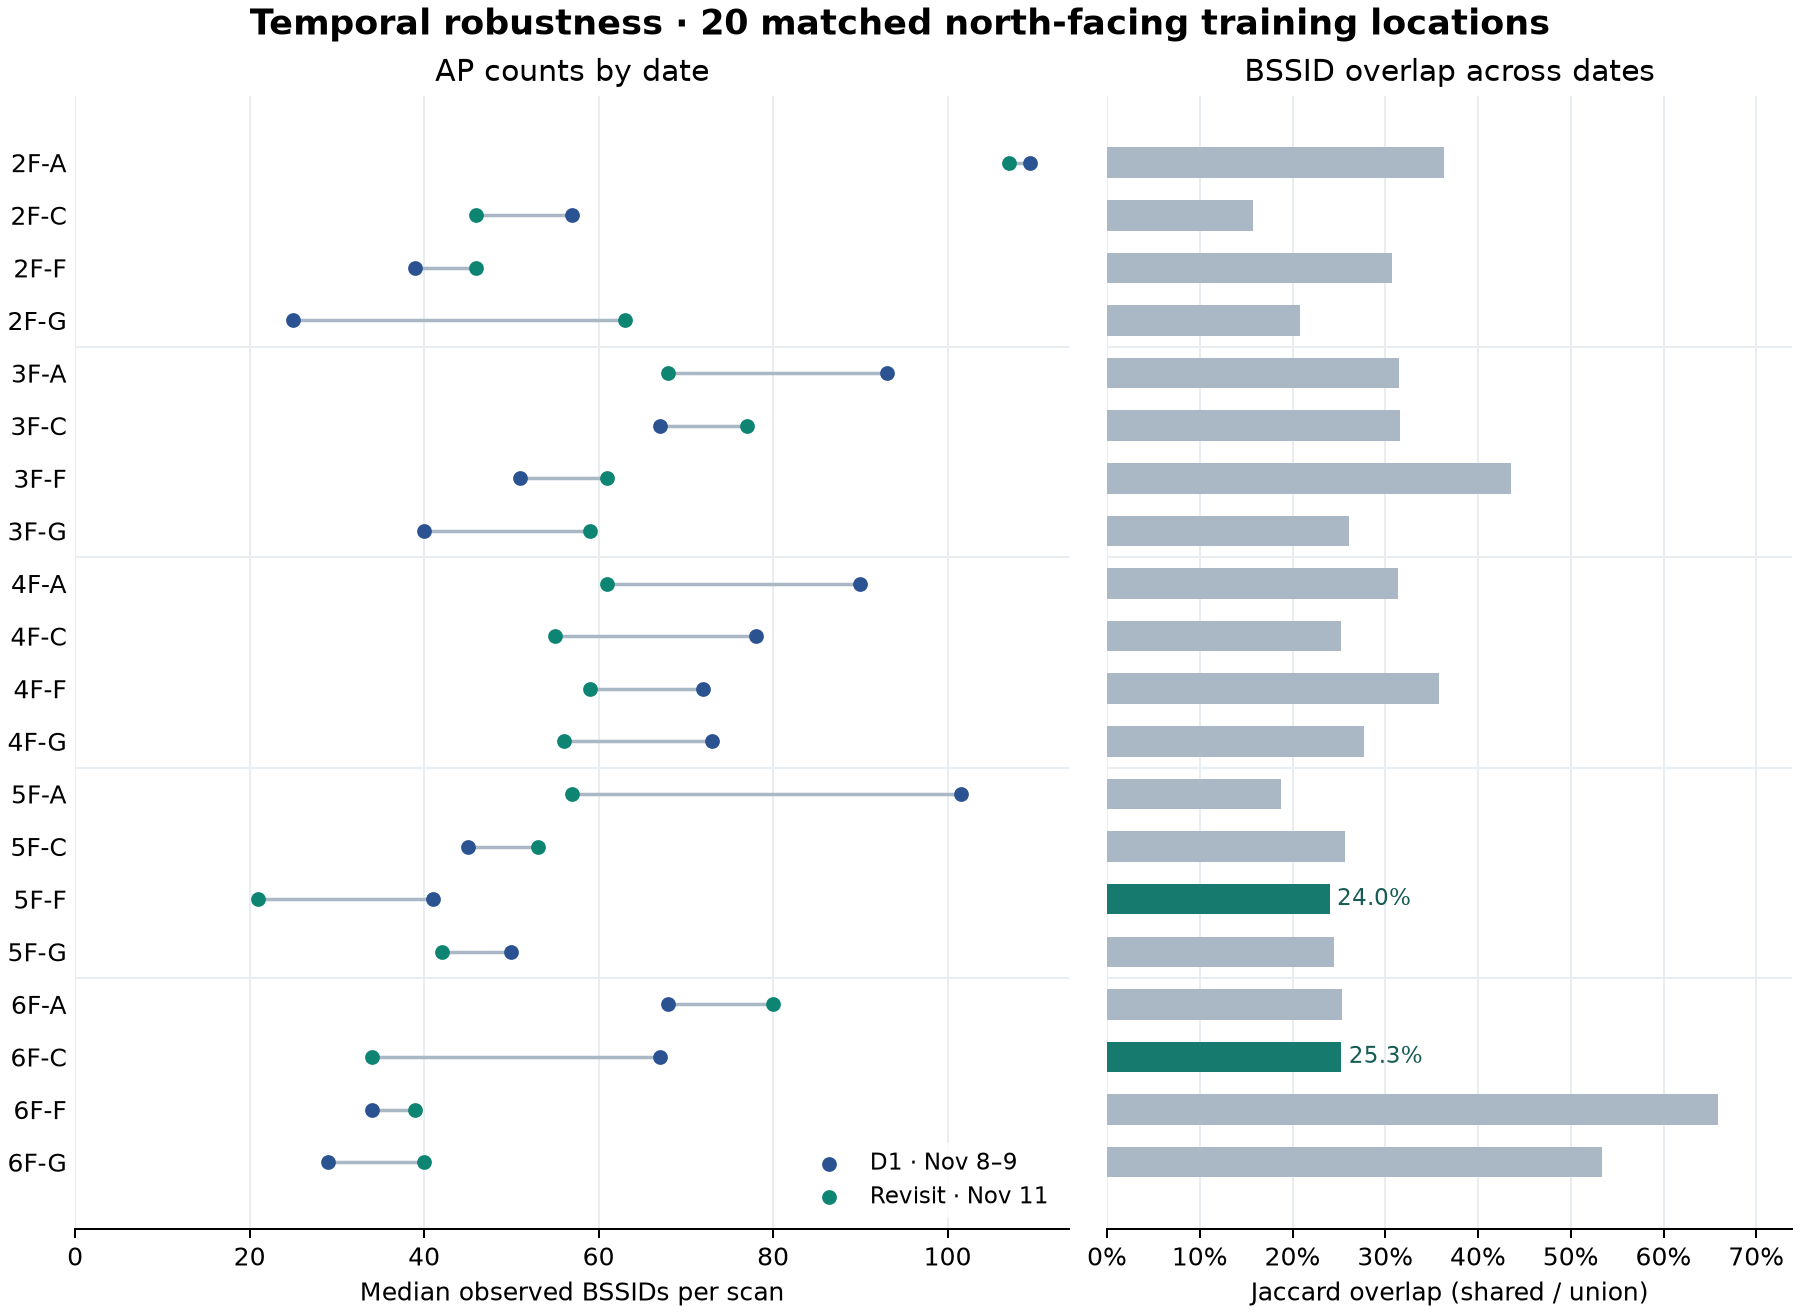 Temporal robustness · 20 matched north-facing training locations
AP counts by date
BSSID overlap across dates
2F-A
2F-C
2F-F
2F-G
3F-A
3F-C
3F-F
3F-G
4F-A
4F-C
4F-F
4F-G
5F-A
5F-C
5F-F
24.0%
5F-G
6F-A
6F-C
25.3%
6F-F
6F-G
D1 · Nov 8–9
Revisit · Nov 11
0 20 40 60 80 100
0% 10% 20% 30% 40% 50% 60% 70%
Median observed BSSIDs per scan
Jaccard overlap (shared / union)